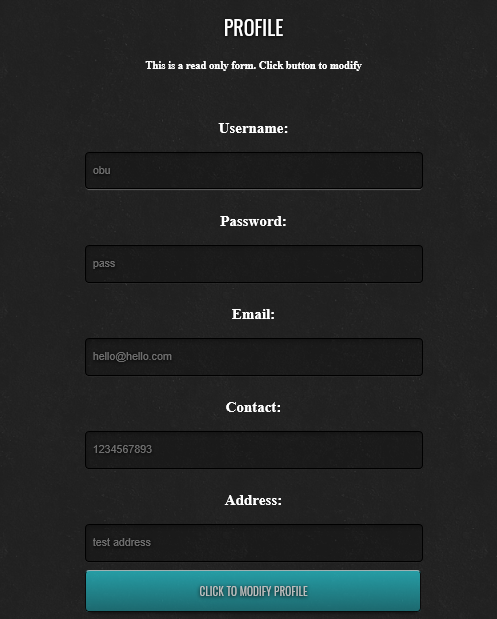 PROFILE
This is a read only form. Click button to modify
Username:
obu
Password:
pass
Email:
hello@hello.com
Contact:
1234567893
Address:
test address
CLICK TO MODIFY PROFILE